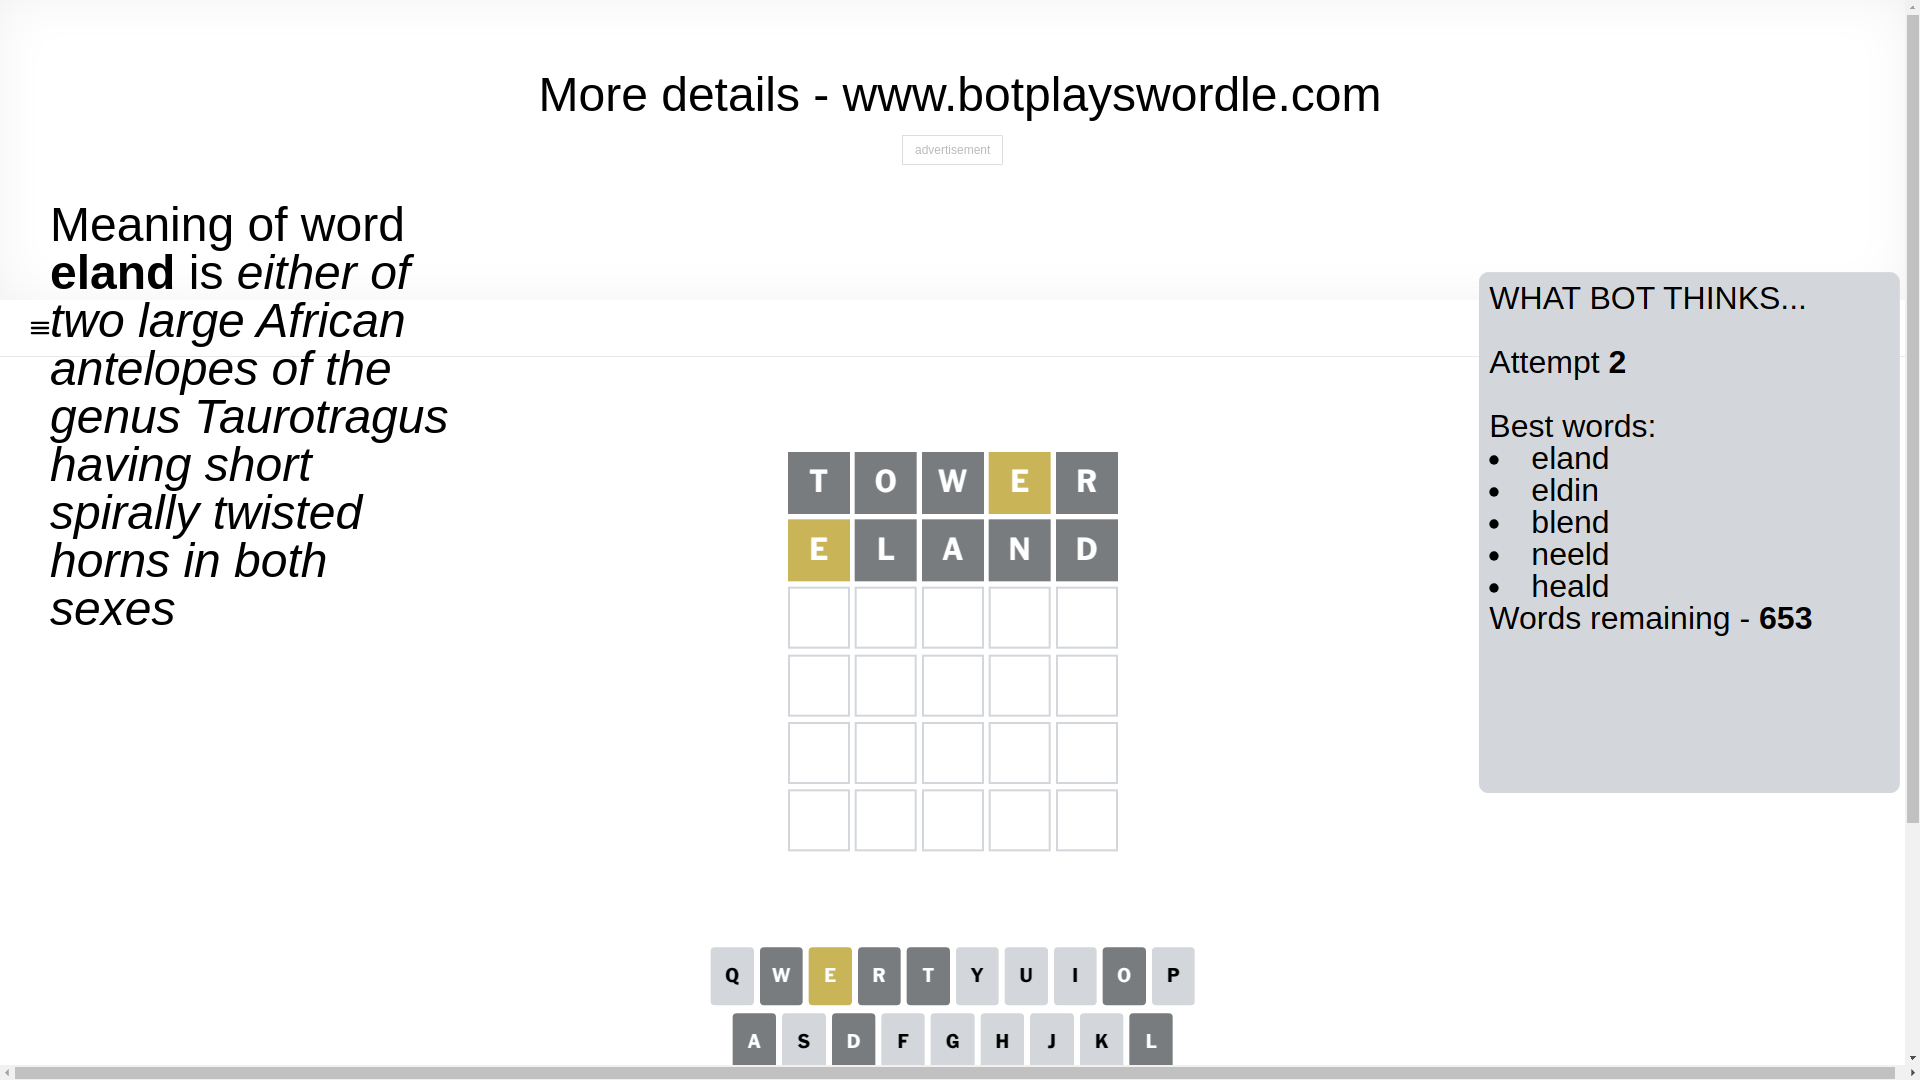 More details - www.botplayswordle.com
advertisement
Meaning of word
eland is either of
two large African
antelopes of the
genus Taurotragus
having short
spirally twisted
horns in both
sexes
WHAT BOT THINKS...
Attempt 2
Best words:
• eland
• eldin
• blend
• neeld
• heald
Words remaining - 653
T O W E R
E L A N D
Q W E R T Y U I O P
A S D F G H J K L